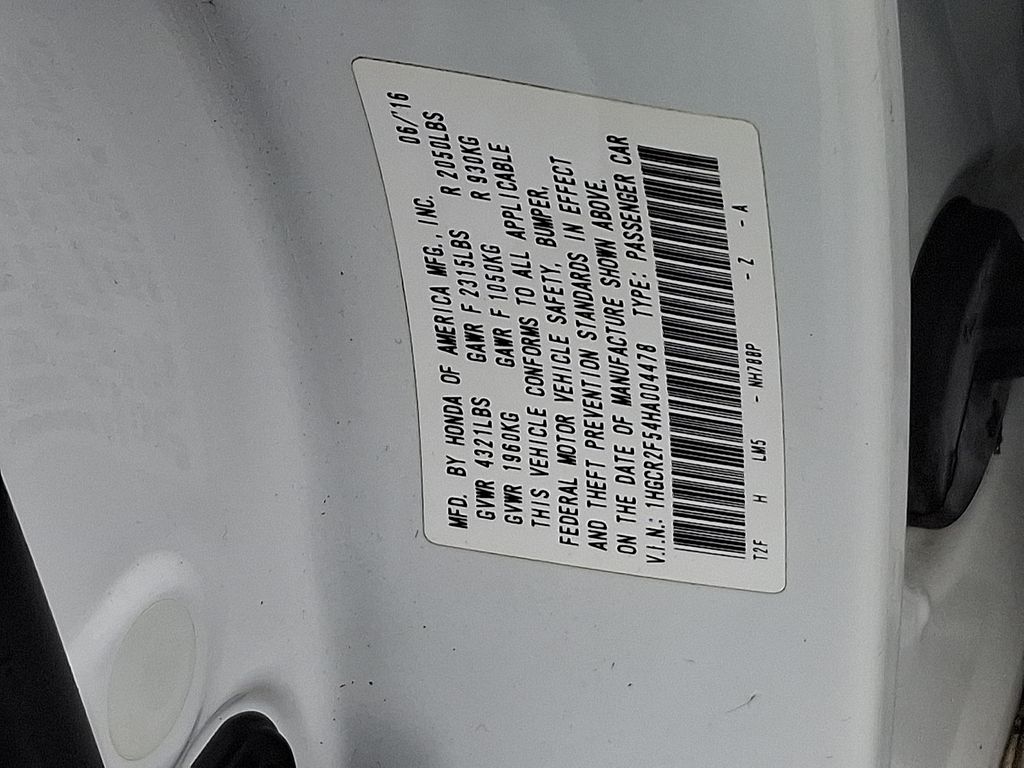 MFD. BY HONDA OF AMERICA MFG., INC. 06/'16
GVWR 4321LBS GAWR F 2315LBS R 2050LBS
GVWR 1960KG GAWR F 1050KG R 930KG
THIS VEHICLE CONFORMS TO ALL APPLICABLE
FEDERAL MOTOR VEHICLE SAFETY, BUMPER,
AND THEFT PREVENTION STANDARDS IN EFFECT
ON THE DATE OF MANUFACTURE SHOWN ABOVE.
V.I.N.: 1HGCR2F54HA004478 TYPE: PASSENGER CAR
T2F H LM5 - NH788P - Z - A